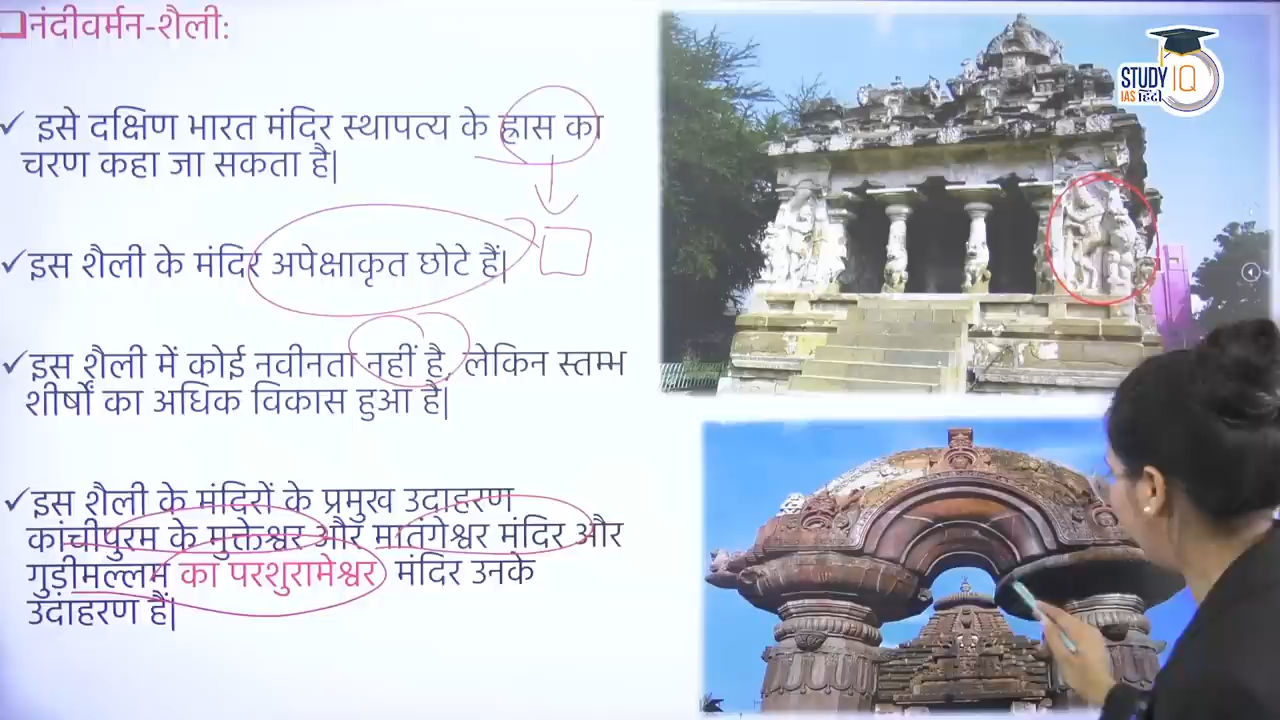 ❑नंदीवर्मन-शैली:
✓ इसे दक्षिण भारत मंदिर स्थापत्य के ह्रास का
चरण कहा जा सकता है|
✓इस शैली के मंदिर अपेक्षाकृत छोटे हैं|
✓इस शैली में कोई नवीनता नहीं है, लेकिन स्तम्भ
शीर्षों का अधिक विकास हुआ है|
✓इस शैली के मंदिरों के प्रमुख उदाहरण
कांचीपुरम के मुक्तेश्वर और मातंगेश्वर मंदिर और
गुड़ीमल्लम का परशुरामेश्वर मंदिर उनके
उदाहरण हैं|
STUDY IQ
IAS हिंदी